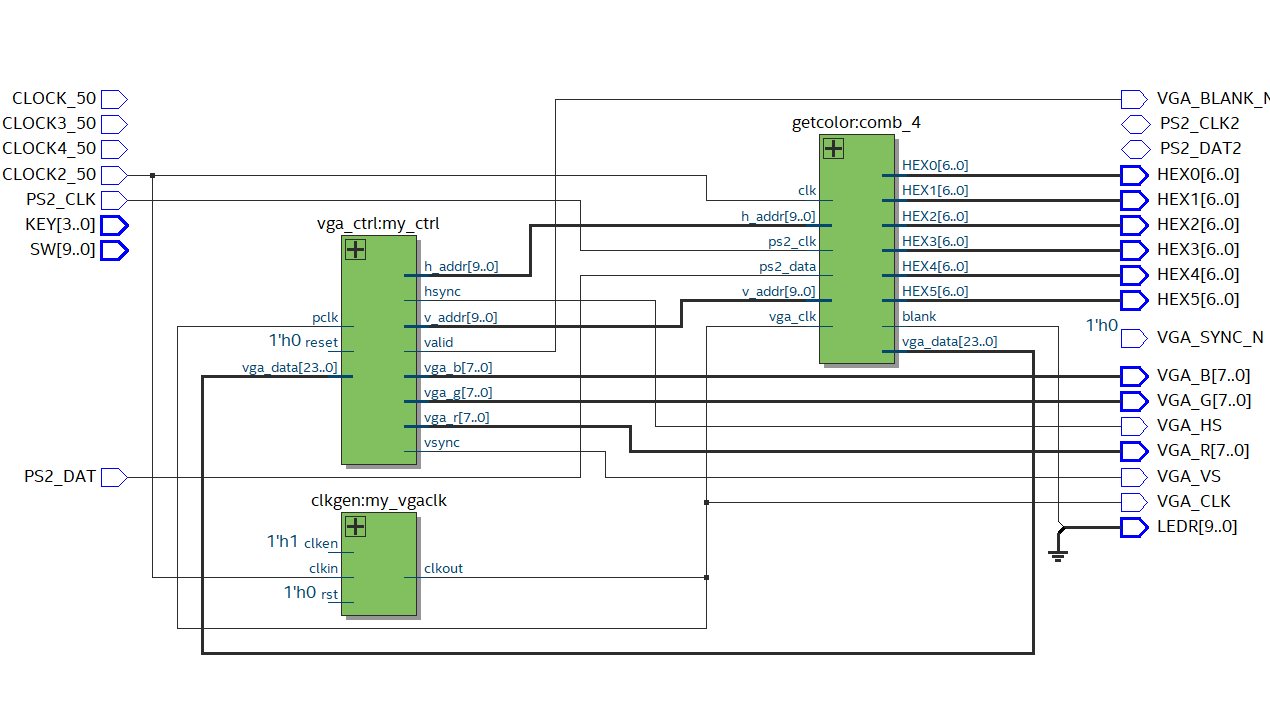 CLOCK_50
CLOCK3_50
CLOCK4_50
CLOCK2_50
PS2_CLK
KEY[3..0]
SW[9..0]
PS2_DAT
vga_ctrl:my_ctrl
pclk
1'h0 reset
vga_data[23..0]
h_addr[9..0]
hsync
v_addr[9..0]
valid
vga_b[7..0]
vga_g[7..0]
vga_r[7..0]
vsync
clkgen:my_vgaclk
1'h1 clken
clkin
1'h0 rst
clkout
getcolor:comb_4
clk
h_addr[9..0]
ps2_clk
ps2_data
v_addr[9..0]
vga_clk
HEX0[6..0]
HEX1[6..0]
HEX2[6..0]
HEX3[6..0]
HEX4[6..0]
HEX5[6..0]
blank
vga_data[23..0]
VGA_BLANK_N
PS2_CLK2
PS2_DAT2
HEX0[6..0]
HEX1[6..0]
HEX2[6..0]
HEX3[6..0]
HEX4[6..0]
HEX5[6..0]
1'h0
VGA_SYNC_N
VGA_B[7..0]
VGA_G[7..0]
VGA_HS
VGA_R[7..0]
VGA_VS
VGA_CLK
LEDR[9..0]